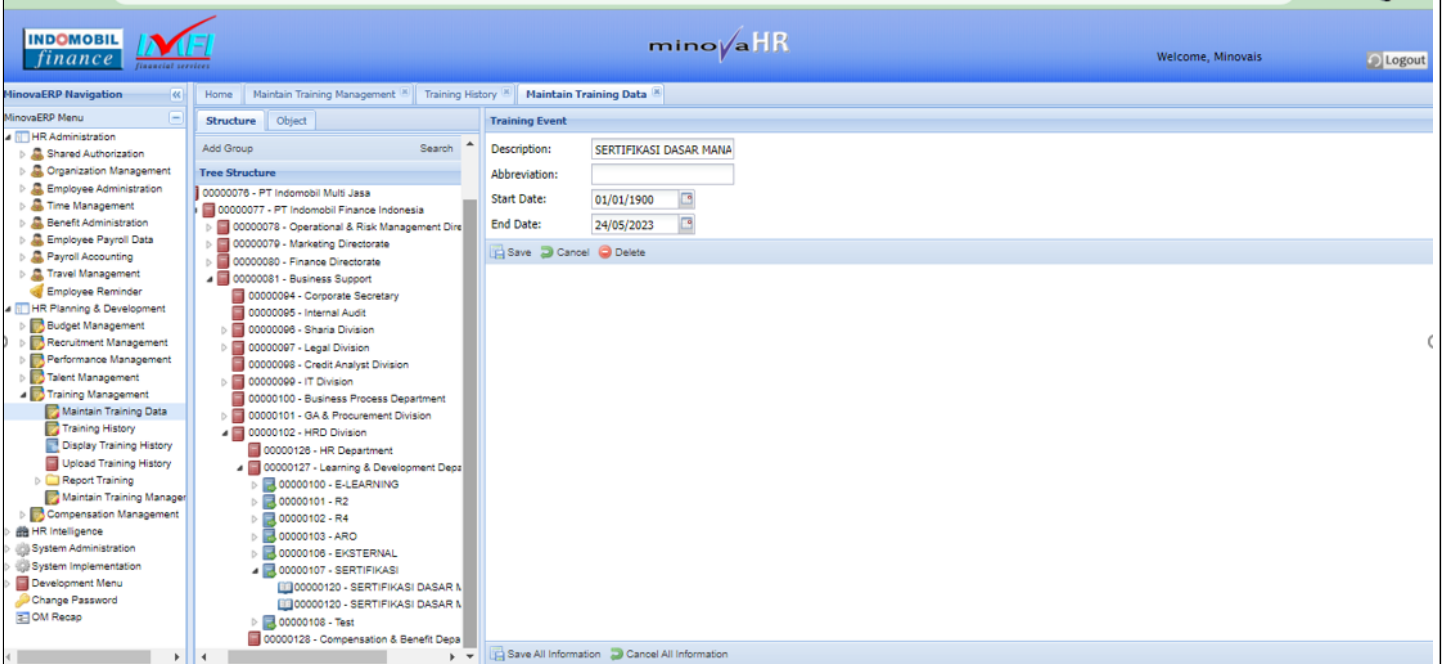 INDOMOBIL
finance
IMFI
financial services
minovaHR
Welcome, Minovais
Logout
MinovaERP Navigation
Home
Maintain Training Management
Training History
Maintain Training Data
MinovaERP Menu
HR Administration
Shared Authorization
Organization Management
Employee Administration
Time Management
Benefit Administration
Employee Payroll Data
Payroll Accounting
Travel Management
Employee Reminder
HR Planning & Development
Budget Management
Recruitment Management
Performance Management
Talent Management
Training Management
Maintain Training Data
Training History
Display Training History
Upload Training History
Report Training
Maintain Training Manager
Compensation Management
HR Intelligence
System Administration
System Implementation
Development Menu
Change Password
OM Recap
Structure
Object
Add Group
Search
Tree Structure
00000076 - PT Indomobil Multi Jasa
00000077 - PT Indomobil Finance Indonesia
00000078 - Operational & Risk Management Dire
00000079 - Marketing Directorate
00000080 - Finance Directorate
00000081 - Business Support
00000094 - Corporate Secretary
00000095 - Internal Audit
00000096 - Sharia Division
00000097 - Legal Division
00000098 - Credit Analyst Division
00000099 - IT Division
00000100 - Business Process Department
00000101 - GA & Procurement Division
00000102 - HRD Division
00000126 - HR Department
00000127 - Learning & Development Depa
00000100 - E-LEARNING
00000101 - R2
00000102 - R4
00000103 - ARO
00000106 - EKSTERNAL
00000107 - SERTIFIKASI
00000120 - SERTIFIKASI DASAR M
00000120 - SERTIFIKASI DASAR M
00000108 - Test
00000128 - Compensation & Benefit Depa
Training Event
Description: SERTIFIKASI DASAR MANA
Abbreviation:
Start Date: 01/01/1900
End Date: 24/05/2023
Save Cancel Delete
Save All Information Cancel All Information